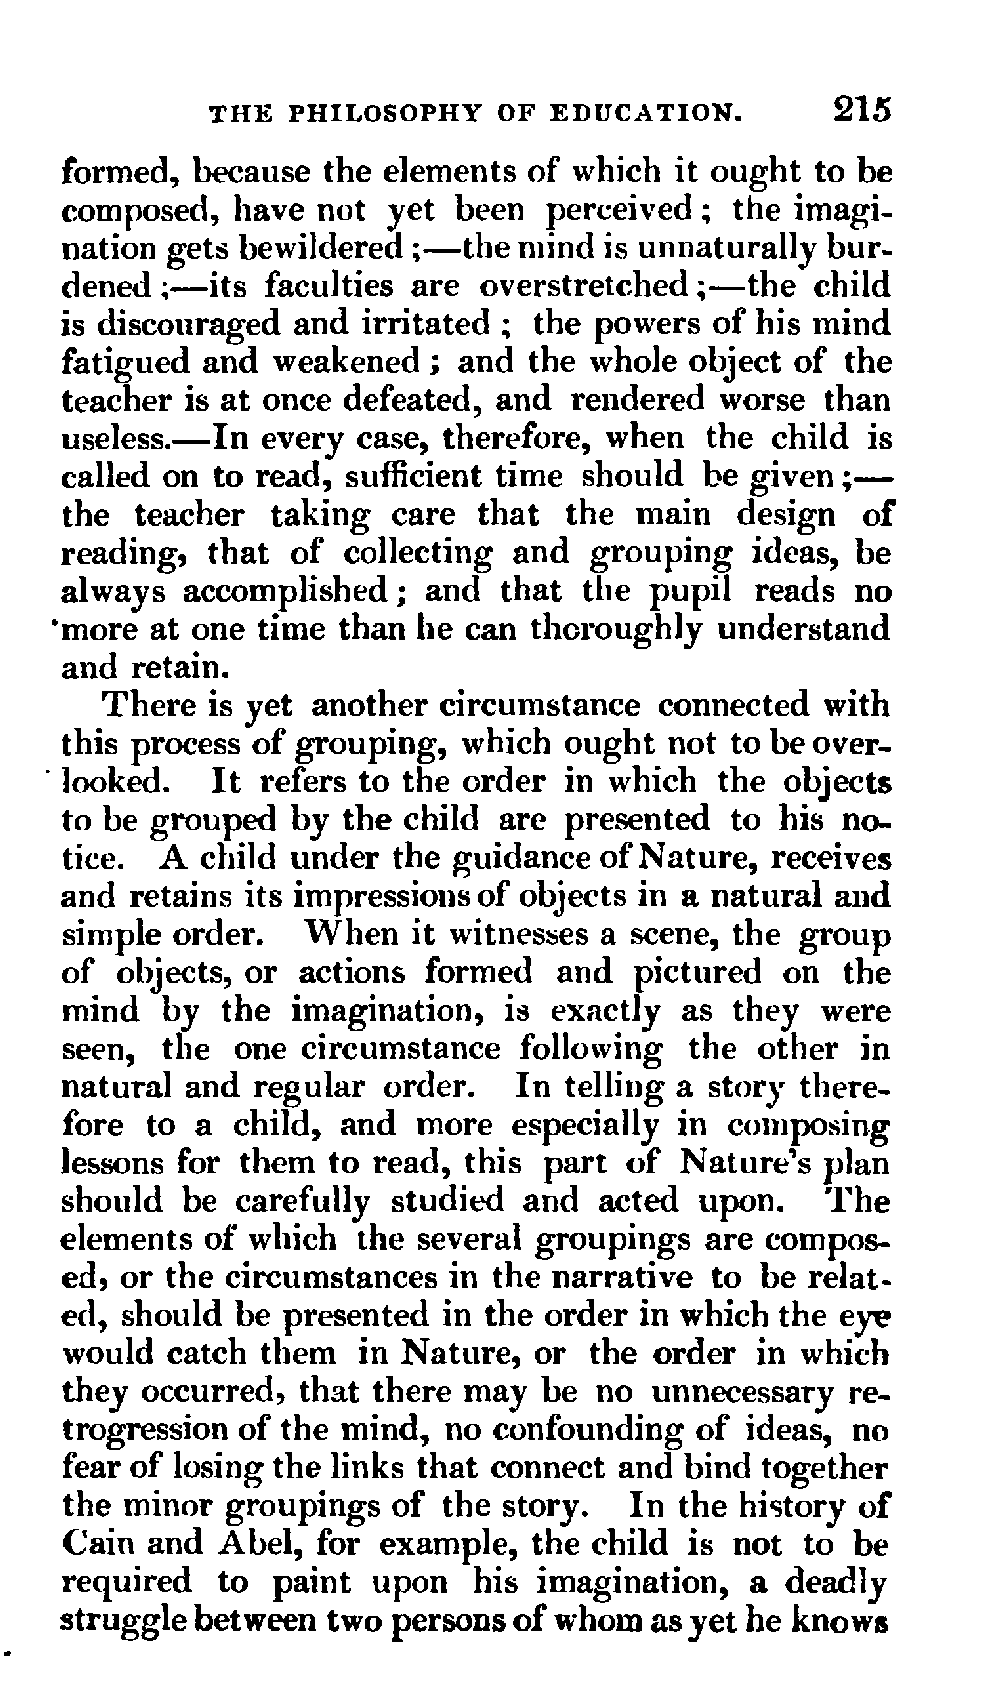 THE PHILOSOPHY OF EDUCATION. 215
formed, because the elements of which it ought to be
composed, have not yet been perceived; the imagi-
nation gets bewildered;—the mind is unnaturally bur-
dened;—its faculties are overstretched;—the child
is discouraged and irritated; the powers of his mind
fatigued and weakened; and the whole object of the
teacher is at once defeated, and rendered worse than
useless.—In every case, therefore, when the child is
called on to read, sufficient time should be given;—
the teacher taking care that the main design of
reading, that of collecting and grouping ideas, be
always accomplished; and that the pupil reads no
more at one time than he can thoroughly understand
and retain.
There is yet another circumstance connected with
this process of grouping, which ought not to be over-
looked. It refers to the order in which the objects
to be grouped by the child are presented to his no-
tice. A child under the guidance of Nature, receives
and retains its impressions of objects in a natural and
simple order. When it witnesses a scene, the group
of objects, or actions formed and pictured on the
mind by the imagination, is exactly as they were
seen, the one circumstance following the other in
natural and regular order. In telling a story there-
fore to a child, and more especially in composing
lessons for them to read, this part of Nature's plan
should be carefully studied and acted upon. The
elements of which the several groupings are compos-
ed, or the circumstances in the narrative to be relat-
ed, should be presented in the order in which the eye
would catch them in Nature, or the order in which
they occurred, that there may be no unnecessary re-
trogression of the mind, no confounding of ideas, no
fear of losing the links that connect and bind together
the minor groupings of the story. In the history of
Cain and Abel, for example, the child is not to be
required to paint upon his imagination, a deadly
struggle between two persons of whom as yet he knows